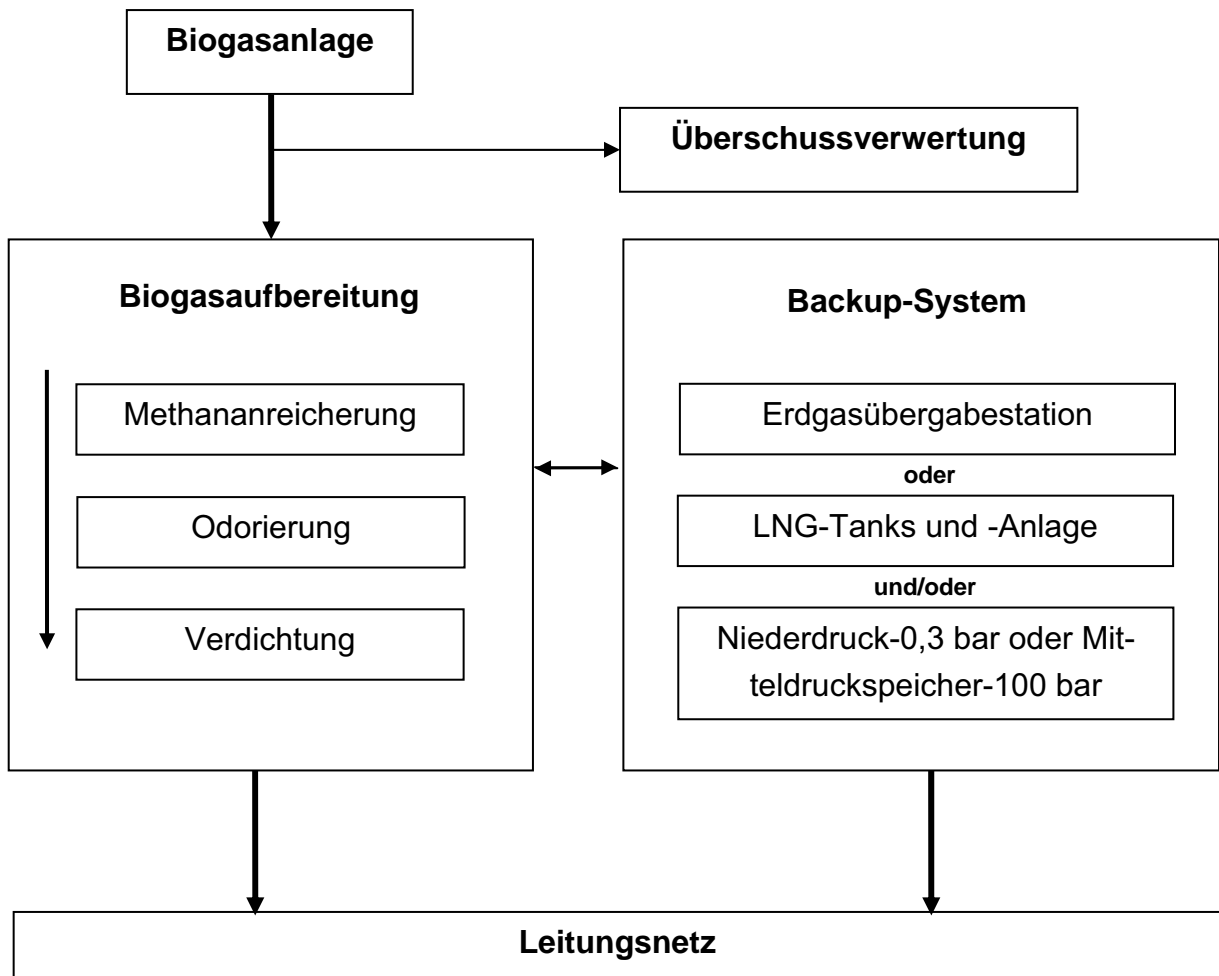 Biogasanlage
Überschussverwertung
Biogasaufbereitung
Methananreicherung
Odorierung
Verdichtung
Backup-System
Erdgasübergabestation
oder
LNG-Tanks und -Anlage
und/oder
Niederdruck-0,3 bar oder Mit-
teldruckspeicher-100 bar
Leitungsnetz